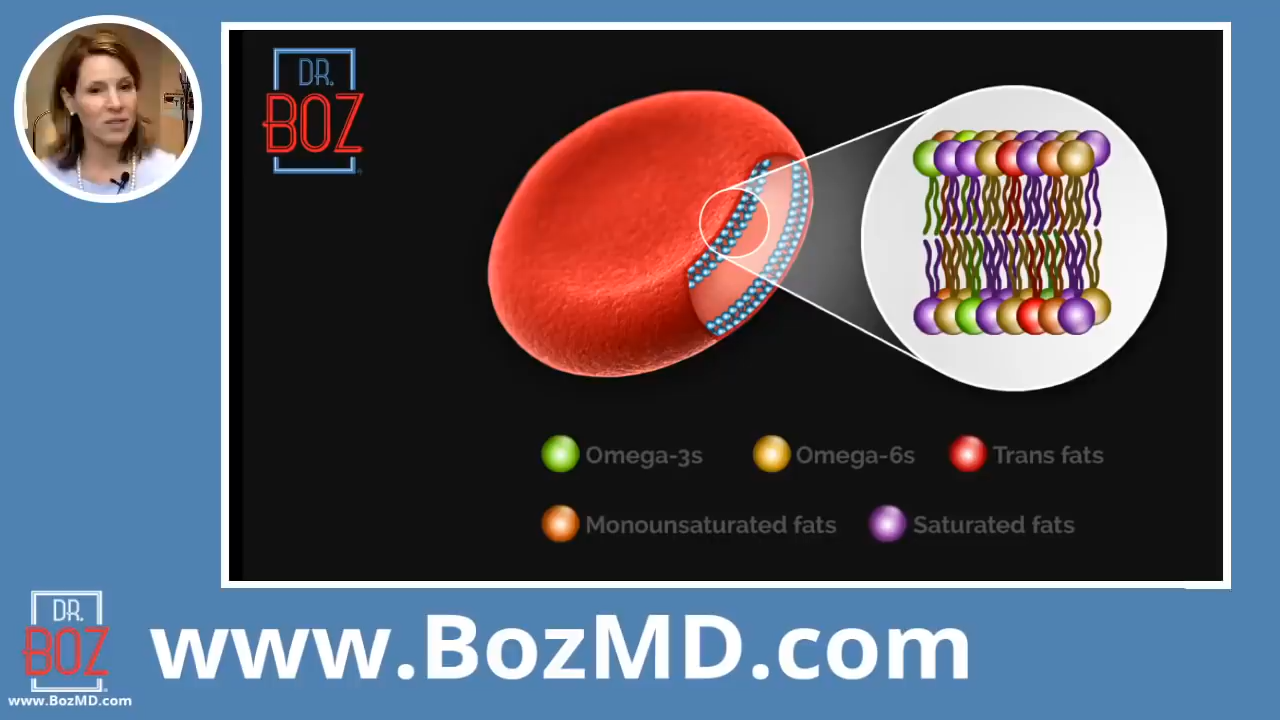 DR.
BOZ
Omega-3s
Omega-6s
Trans fats
Monounsaturated fats
Saturated fats
DR.
BOZ
www.BozMD.com
www.BozMD.com